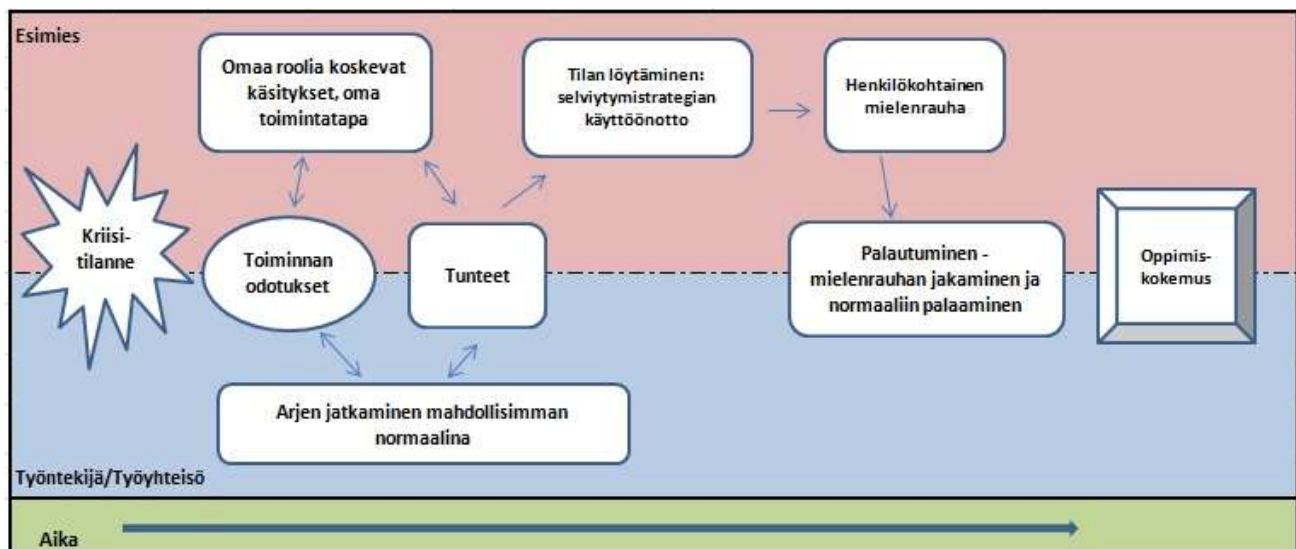 Esimies
Omaa roolia koskevat
käsitykset, oma
toimintatapa
Tilan löytäminen:
selviytymistrategian
käyttöönotto
Henkilökohtainen
mielenrauha
Kriisi-
tilanne
Toiminnan
odotukset
Tunteet
Palautuminen -
mielenrauhan jakaminen ja
normaaliin palaaminen
Oppimis-
kokemus
Arjen jatkaminen mahdollisimman
normaalina
Työntekijä/Työyhteisö
Aika